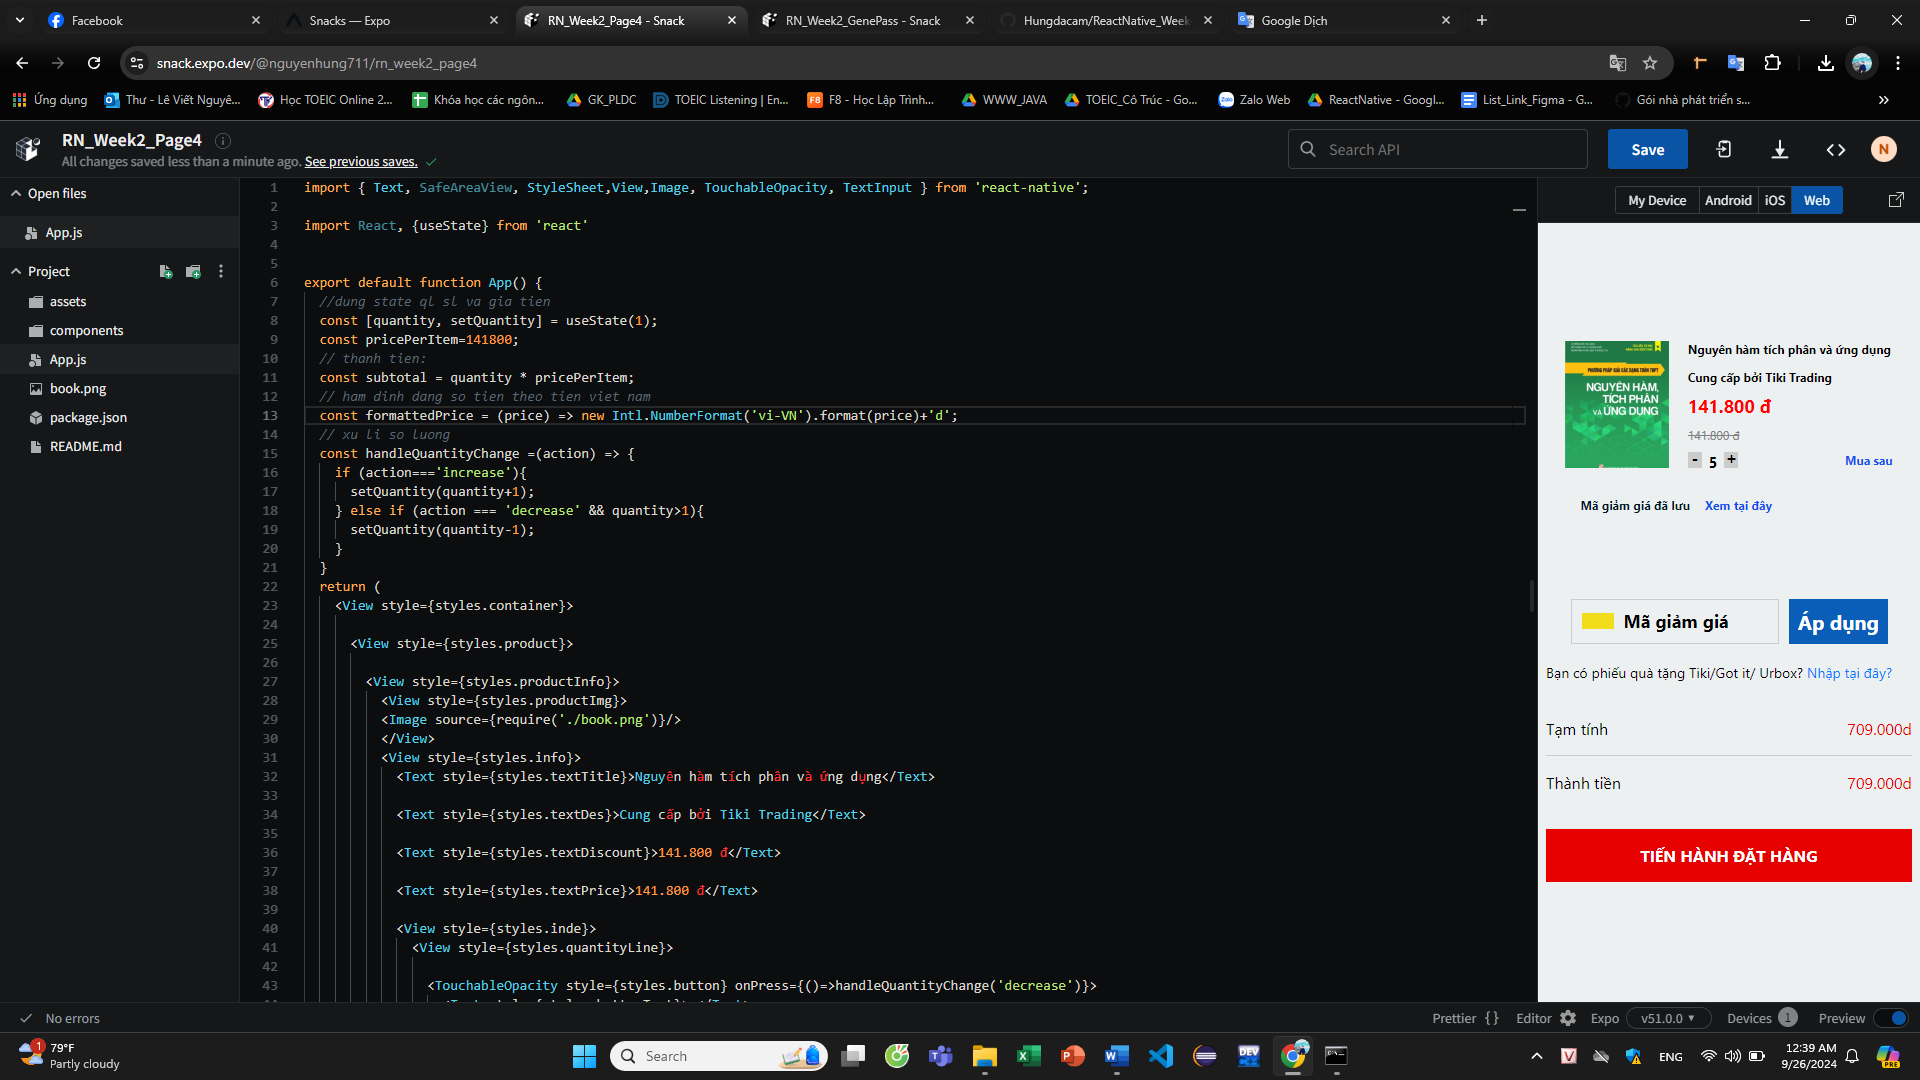 Facebook
Snacks — Expo
RN_Week2_Page4 - Snack
RN_Week2_GenePass - Snack
Hungdacam/ReactNative_Week
Google Dịch
snack.expo.dev/@nguyenhung711/rn_week2_page4
Ứng dụng
Thư - Lê Viết Nguyê...
Học TOEIC Online 2...
Khóa học các ngôn...
GK_PLDC
TOEIC Listening | En...
F8 - Học Lập Trình...
WWW_JAVA
TOEIC_Cô Trúc - Go...
Zalo Web
ReactNative - Googl...
List_Link_Figma - G...
Gói nhà phát triển s...
RN_Week2_Page4
All changes saved less than a minute ago. See previous saves.
Search API
Save
N
Open files
App.js
Project
assets
components
App.js
book.png
package.json
README.md
1 import { Text, SafeAreaView, StyleSheet,View,Image, TouchableOpacity, TextInput } from 'react-native';
2
3 import React, {useState} from 'react'
4
5
6 export default function App() {
7 //dung state ql sl va gia tien
8 const [quantity, setQuantity] = useState(1);
9 const pricePerItem=141800;
10 // thanh tien:
11 const subtotal = quantity * pricePerItem;
12 // ham dinh dang so tien theo tien viet nam
13 const formattedPrice = (price) => new Intl.NumberFormat('vi-VN').format(price)+'d';
14 // xu li so luong
15 const handleQuantityChange =(action) => {
16 if (action==='increase'){
17 setQuantity(quantity+1);
18 } else if (action === 'decrease' && quantity>1){
19 setQuantity(quantity-1);
20 }
21 }
22 return (
23 <View style={styles.container}>
24
25 <View style={styles.product}>
26
27 <View style={styles.productInfo}>
28 <View style={styles.productImg}>
29 <Image source={require('./book.png')}/>
30 </View>
31 <View style={styles.info}>
32 <Text style={styles.textTitle}>Nguyên hàm tích phân và ứng dụng</Text>
33
34 <Text style={styles.textDes}>Cung cấp bởi Tiki Trading</Text>
35
36 <Text style={styles.textDiscount}>141.800 đ</Text>
37
38 <Text style={styles.textPrice}>141.800 đ</Text>
39
40 <View style={styles.inde}>
41 <View style={styles.quantityLine}>
42
43 <TouchableOpacity style={styles.button} onPress={()=>handleQuantityChange('decrease')}>
My Device
Android
iOS
Web
PHƯƠNG PHÁP GIẢI CÁC DẠNG TOÁN THPT
NGUYÊN HÀM,
TÍCH PHÂN
VÀ ỨNG DỤNG
Nguyên hàm tích phân và ứng dụng
Cung cấp bởi Tiki Trading
141.800 đ
141.800 đ
- 5 +
Mua sau
Mã giảm giá đã lưu Xem tại đây
Mã giảm giá
Áp dụng
Bạn có phiếu quà tặng Tiki/Got it/ Urbox? Nhập tại đây?
Tạm tính 709.000d
Thành tiền 709.000d
TIẾN HÀNH ĐẶT HÀNG
No errors
Prettier
Editor
Expo
v51.0.0
Devices 1
Preview
1
79°F
Partly cloudy
Search
DEV
V
ENG
12:39 AM
9/26/2024
PRE